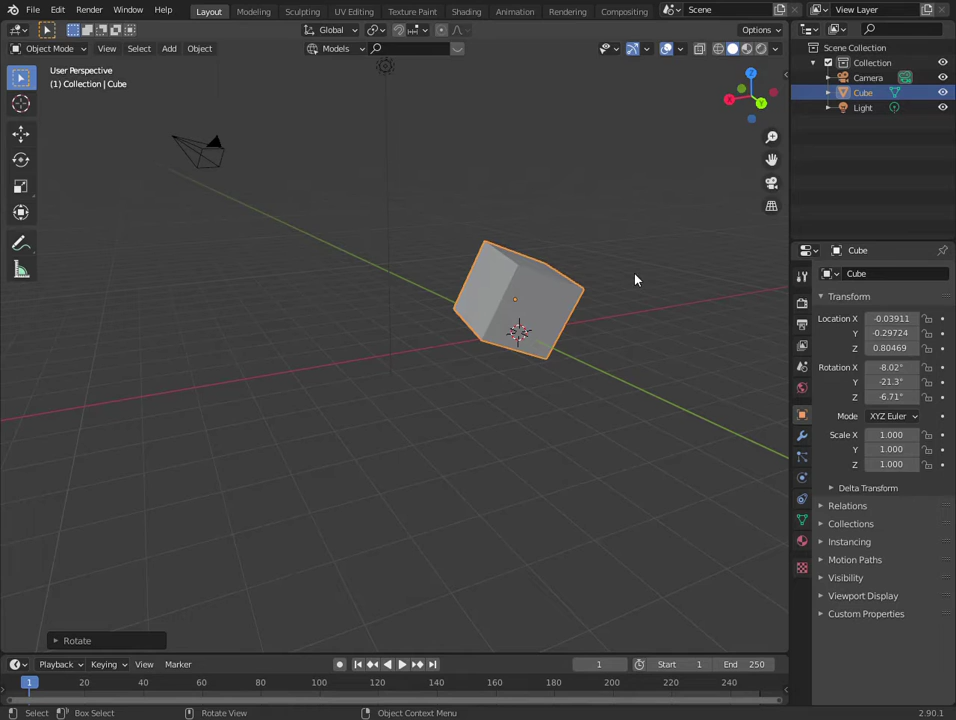 File Edit Render Window Help Layout Modeling Sculpting UV Editing Texture Paint Shading Animation Rendering Compositing Scene View Layer
Global Options
Object Mode View Select Add Object Models
User Perspective
(1) Collection | Cube
Z
X
Y
Scene Collection
Collection
Camera
Cube
Light
Cube
Cube
Transform
Location X -0.03911
Y -0.29724
Z 0.80469
Rotation X -8.02°
Y -21.3°
Z -6.71°
Mode XYZ Euler
Scale X 1.000
Y 1.000
Z 1.000
Delta Transform
Relations
Collections
Instancing
Motion Paths
Visibility
Viewport Display
Custom Properties
Rotate
Playback Keying View Marker 1 Start 1 End 250
1 20 40 60 80 100 120 140 160 180 200 220 240
Select Box Select Rotate View Object Context Menu 2.90.1